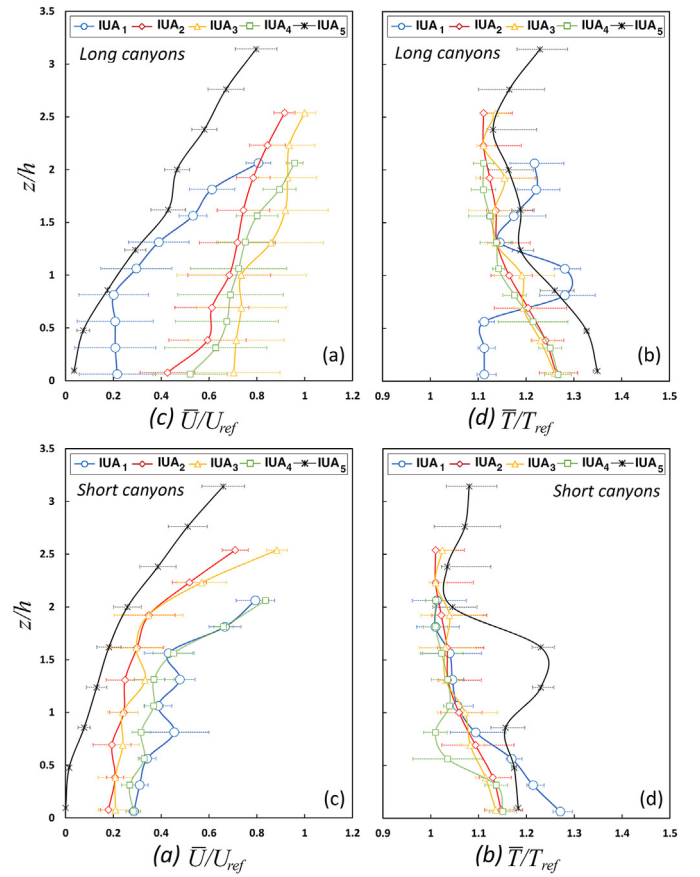 IUA1 IUA2 IUA3 IUA4 IUA5
Long canyons
3.5
3
2.5
2
1.5
1
0.5
0
z/h
(a)
0.2 0.4 0.6 0.8 1 1.2
(c) U̅/Uref
IUA1 IUA2 IUA3 IUA4 IUA5
Long canyons
(b)
1 1.1 1.2 1.3 1.4 1.5
(d) T̅/Tref
IUA1 IUA2 IUA3 IUA4 IUA5
Short canyons
3.5
3
2.5
2
1.5
1
0.5
0
z/h
(c)
0 0.2 0.4 0.6 0.8 1 1.2
(a) U̅/Uref
IUA1 IUA2 IUA3 IUA4 IUA5
Short canyons
(d)
1 1.1 1.2 1.3 1.4 1.5
(b) T̅/Tref